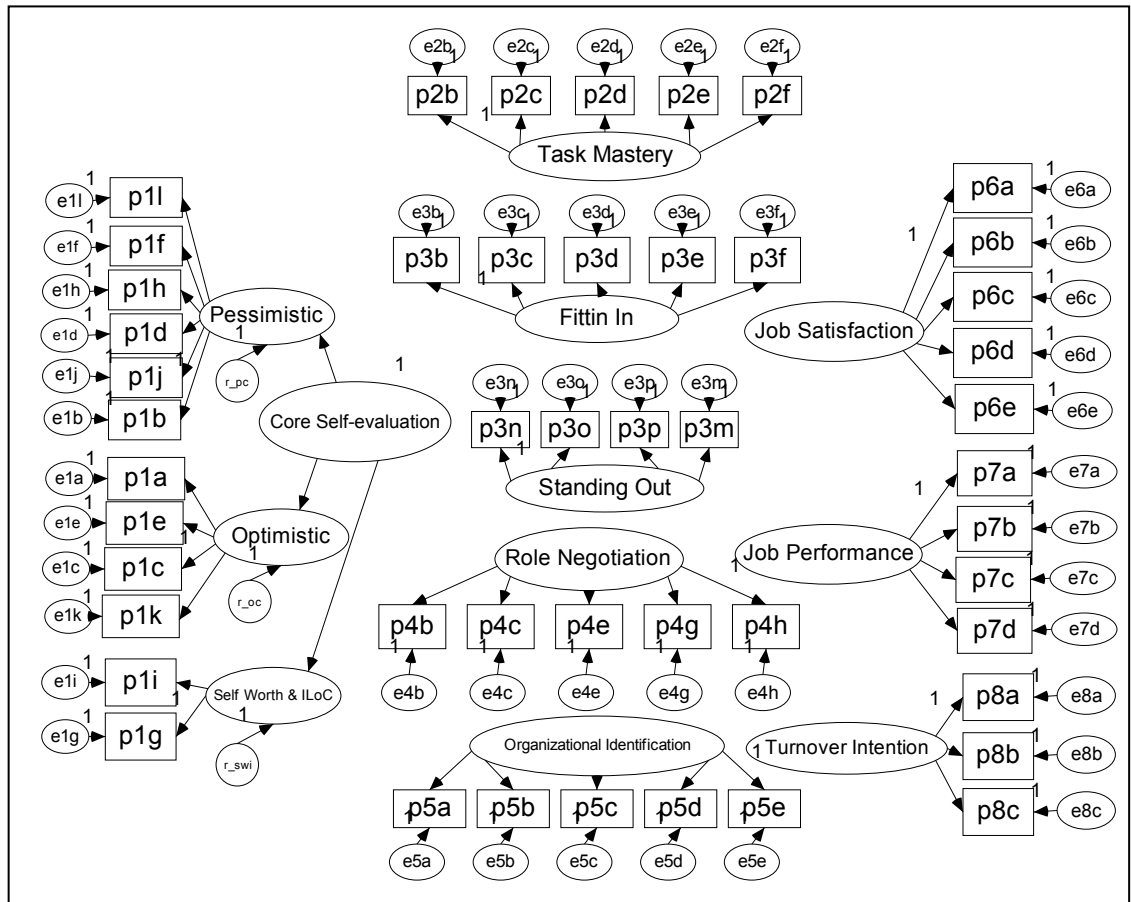 e2b 1 e2c 1 e2d 1 e2e 1 e2f 1
p2b p2c p2d p2e p2f
1
Task Mastery
e3b 1 e3c 1 e3d 1 e3e 1 e3f 1
p3b p3c p3d p3e p3f
1
Fittin In
e3n 1 e3o 1 e3p 1 e3m 1
p3n p3o p3p p3m
1
Standing Out
Role Negotiation 1
p4b p4c p4e p4g p4h
1 1 1 1 1
e4b e4c e4e e4g e4h
Organizational Identification 1
p5a p5b p5c p5d p5e
1 1 1 1 1
e5a e5b e5c e5d e5e
e1l 1 p1l
e1f 1 p1f
e1h 1 p1h
e1d 1 p1d
e1j 1 p1j 1
e1b 1 p1b
Pessimistic
1
r_pc
1
Core Self-evaluation
e1a 1 p1a
e1e 1 p1e
e1c 1 p1c 1
e1k 1 p1k
Optimistic
1
r_oc
e1i 1 p1i
e1g 1 p1g 1
Self Worth & ILoC
1
r_swi
Job Satisfaction
1
p6a 1 e6a
p6b 1 e6b
p6c 1 e6c
p6d 1 e6d
p6e 1 e6e
Job Performance
1
p7a 1 e7a
p7b 1 e7b
p7c 1 e7c
p7d 1 e7d
Turnover Intention
1
p8a 1 e8a
p8b 1 e8b
p8c 1 e8c